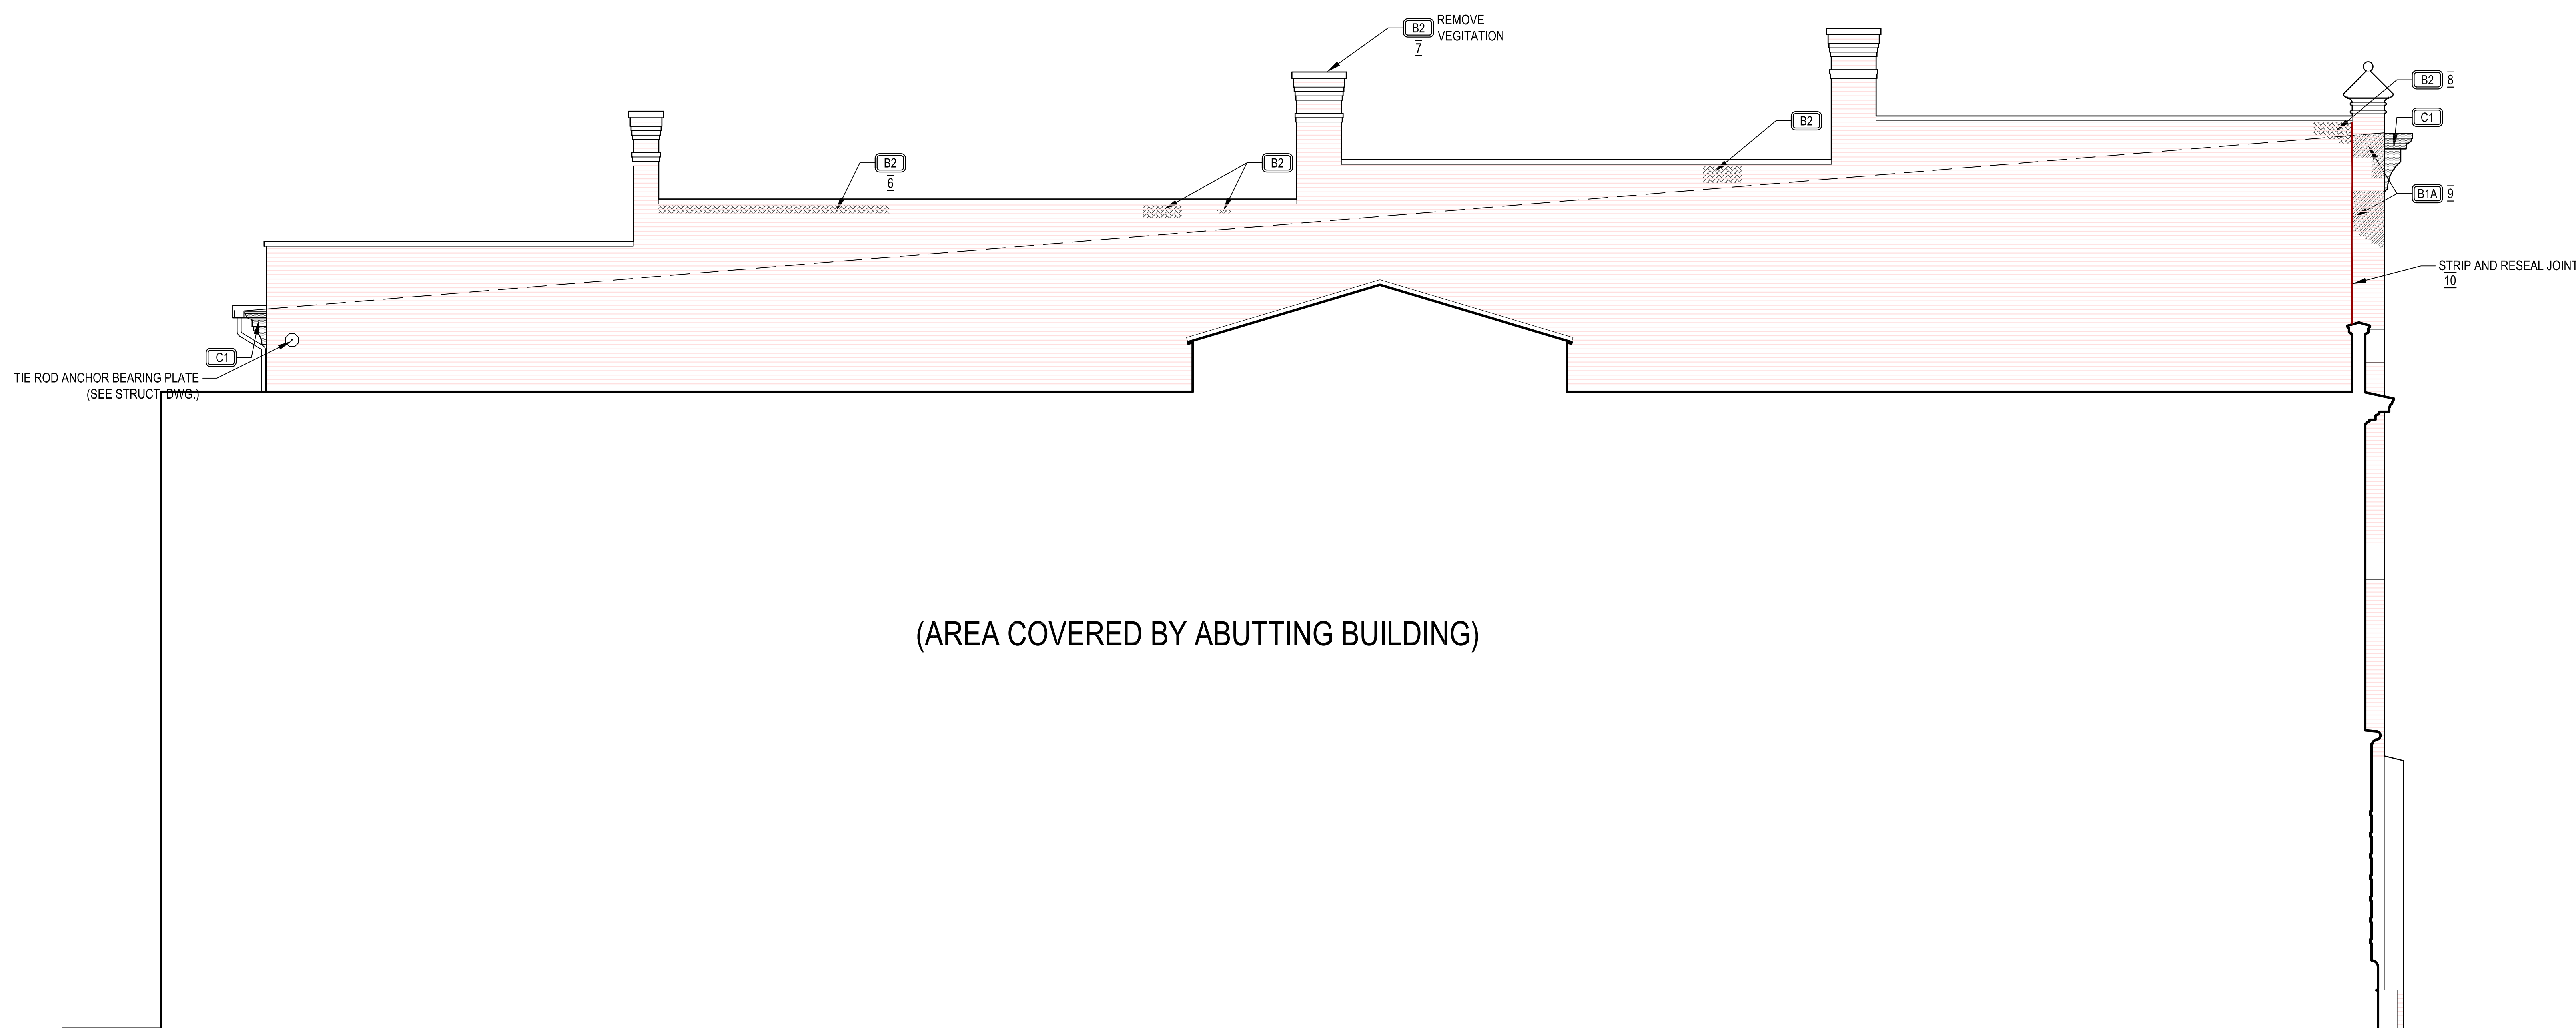 B2 REMOVE
VEGITATION
7
B2 8
C1
B2
B2
6
B2
B1A 9
STRIP AND RESEAL JOINT
10
C1
TIE ROD ANCHOR BEARING PLATE
(SEE STRUCT. DWG.)
(AREA COVERED BY ABUTTING BUILDING)